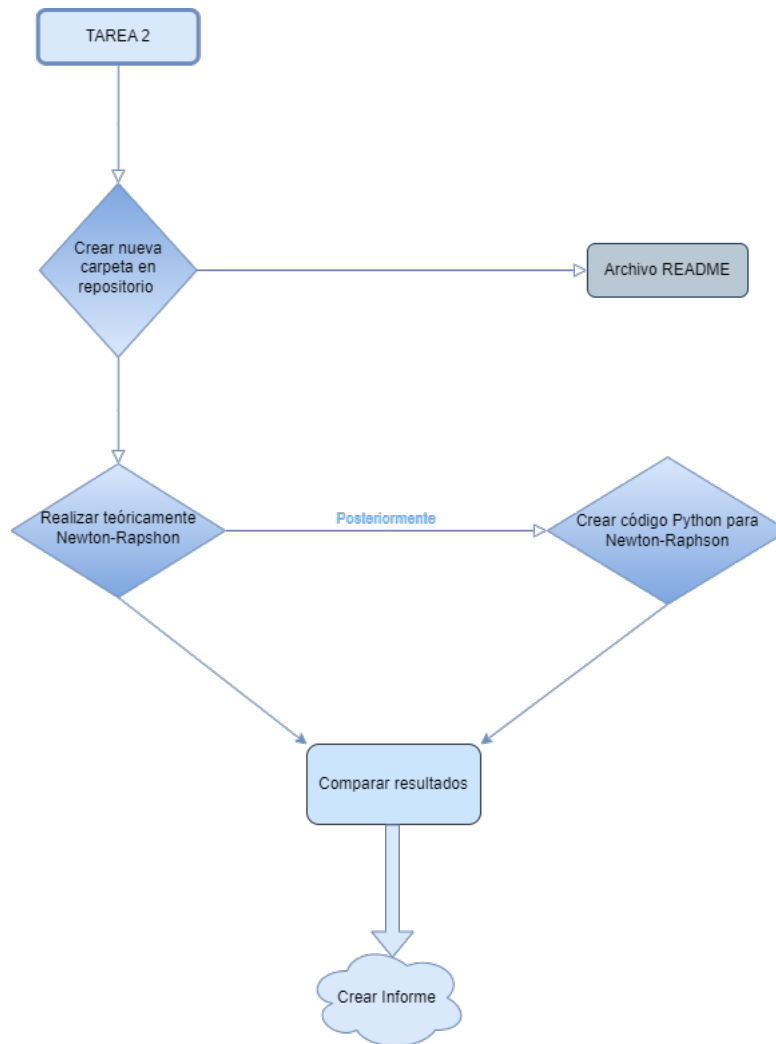 TAREA 2
Crear nueva
carpeta en
repositorio
Archivo README
Realizar teóricamente
Newton-Rapshon
Posteriormente
Crear código Python para
Newton-Raphson
Comparar resultados
Crear Informe